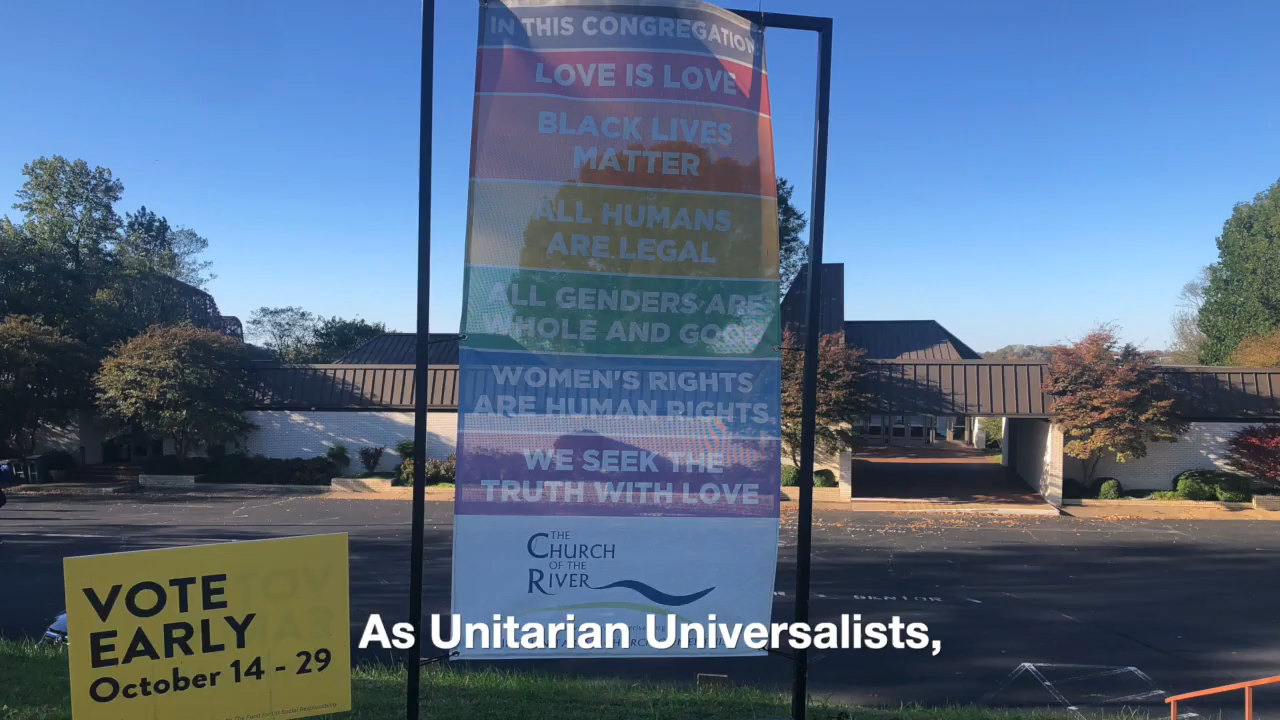 IN THIS CONGREGATION
LOVE IS LOVE
BLACK LIVES
MATTER
ALL HUMANS
ARE LEGAL
ALL GENDERS ARE
WHOLE AND GOOD
WOMEN'S RIGHTS
ARE HUMAN RIGHTS
WE SEEK THE
TRUTH WITH LOVE
THE
CHURCH
OF THE
RIVER
VOTE
EARLY
October 14 - 29
As Unitarian Universalists,